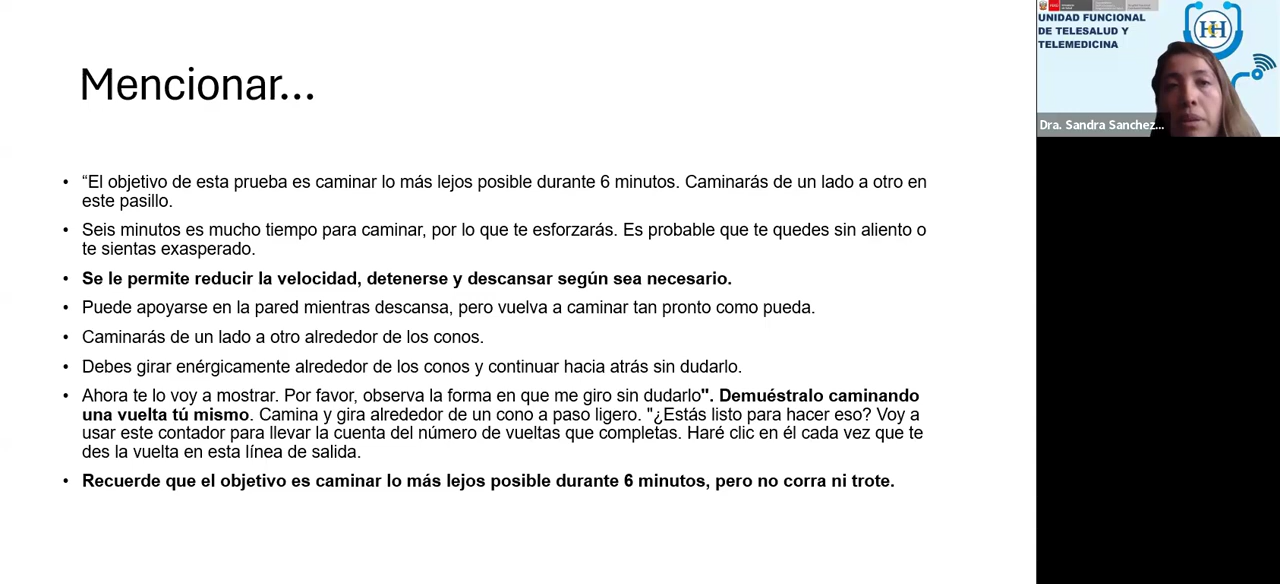 Mencionar...
• “El objetivo de esta prueba es caminar lo más lejos posible durante 6 minutos. Caminarás de un lado a otro en
este pasillo.
• Seis minutos es mucho tiempo para caminar, por lo que te esforzarás. Es probable que te quedes sin aliento o
te sientas exasperado.
• Se le permite reducir la velocidad, detenerse y descansar según sea necesario.
• Puede apoyarse en la pared mientras descansa, pero vuelva a caminar tan pronto como pueda.
• Caminarás de un lado a otro alrededor de los conos.
• Debes girar enérgicamente alrededor de los conos y continuar hacia atrás sin dudarlo.
• Ahora te lo voy a mostrar. Por favor, observa la forma en que me giro sin dudarlo". Demuéstralo caminando
una vuelta tú mismo. Camina y gira alrededor de un cono a paso ligero. "¿Estás listo para hacer eso? Voy a
usar este contador para llevar la cuenta del número de vueltas que completas. Haré clic en él cada vez que te
des la vuelta en esta línea de salida.
• Recuerde que el objetivo es caminar lo más lejos posible durante 6 minutos, pero no corra ni trote.
UNIDAD FUNCIONAL
DE TELESALUD Y
TELEMEDICINA
HH
Dra. Sandra Sanchez...